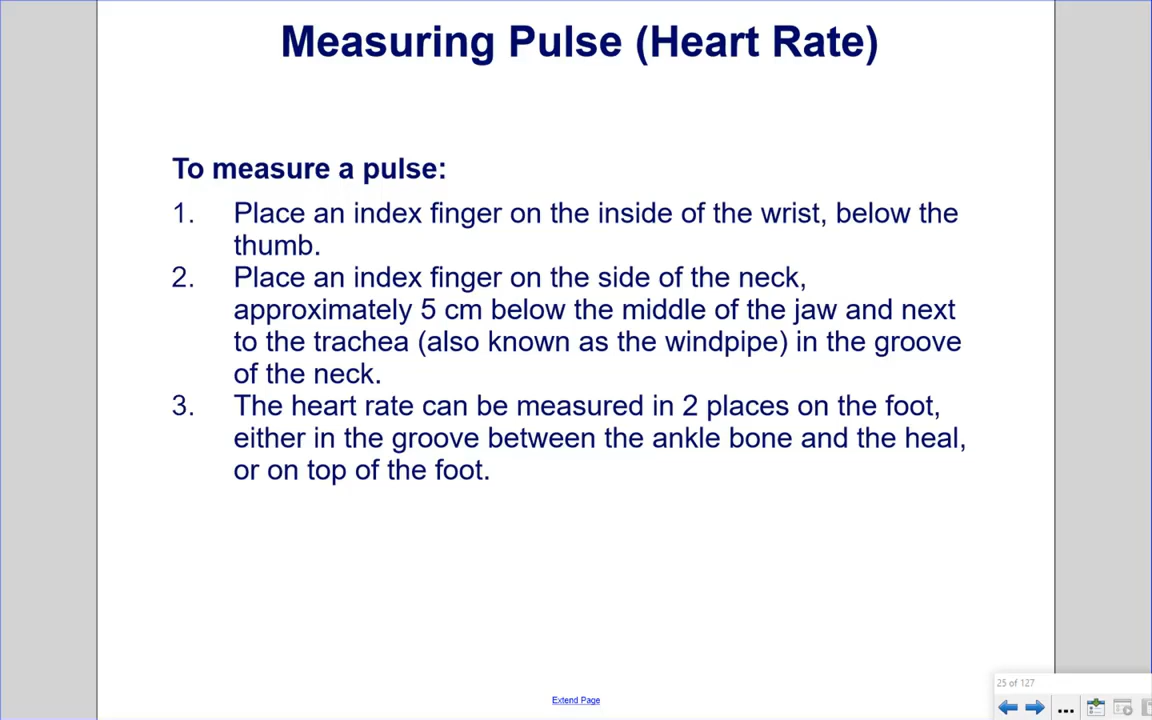 Measuring Pulse (Heart Rate)
To measure a pulse:
1. Place an index finger on the inside of the wrist, below the
thumb.
2. Place an index finger on the side of the neck,
approximately 5 cm below the middle of the jaw and next
to the trachea (also known as the windpipe) in the groove
of the neck.
3. The heart rate can be measured in 2 places on the foot,
either in the groove between the ankle bone and the heal,
or on top of the foot.
25 of 127
Extend Page